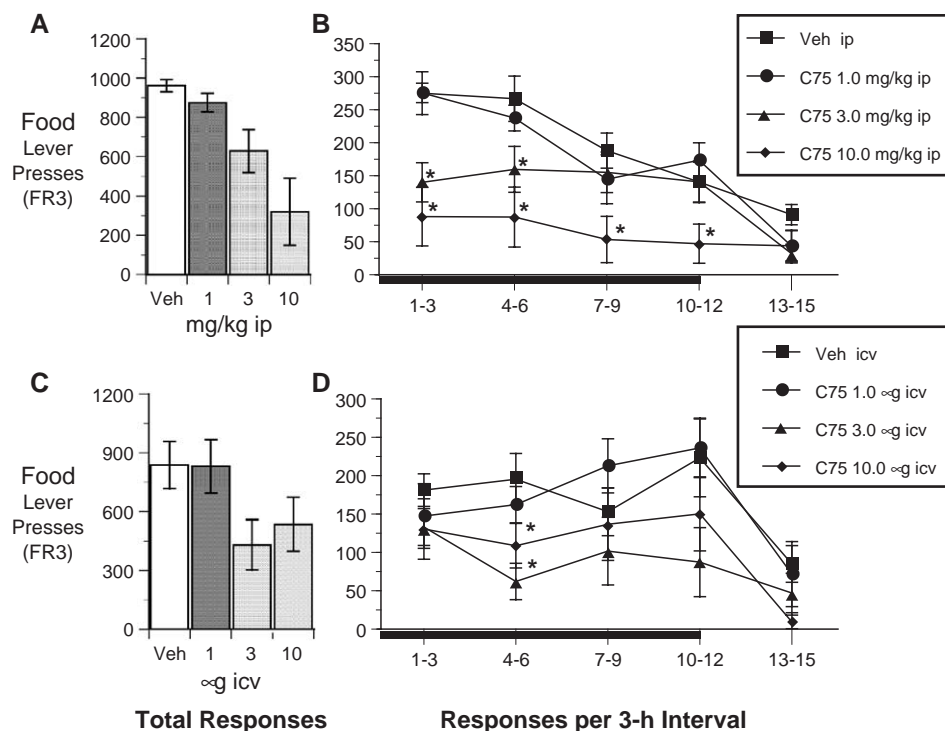 A
1200
1000
800
600
400
200
0
Food
Lever
Presses
(FR3)
Veh 1 3 10
mg/kg ip
B
350
300
250
200
150
100
50
0
* * * * * *
1-3 4-6 7-9 10-12 13-15
Veh ip
C75 1.0 mg/kg ip
C75 3.0 mg/kg ip
C75 10.0 mg/kg ip
C
1200
900
600
300
0
Food
Lever
Presses
(FR3)
Veh 1 3 10
∝g icv
D
300
250
200
150
100
50
0
* *
1-3 4-6 7-9 10-12 13-15
Veh icv
C75 1.0 ∝g icv
C75 3.0 ∝g icv
C75 10.0 ∝g icv
Total Responses
Responses per 3-h Interval